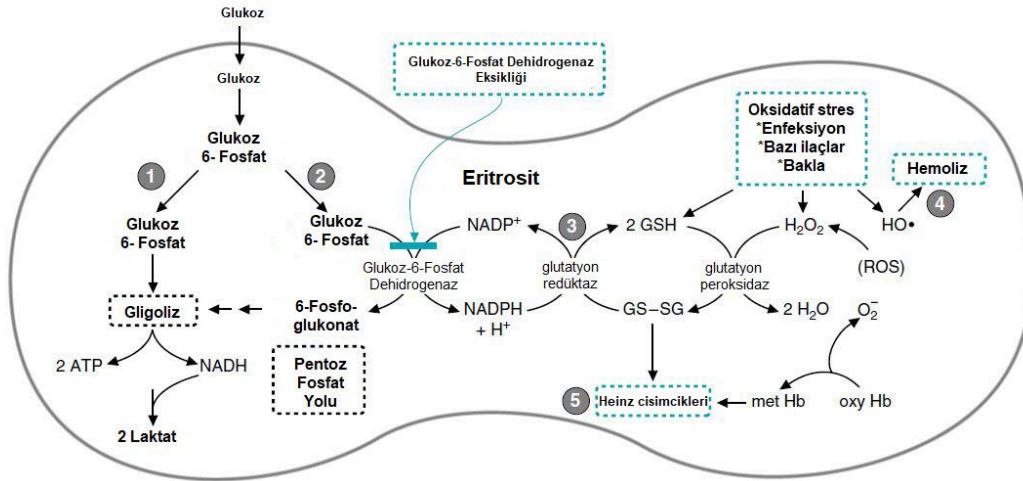 Glukoz
Glukoz
Glukoz
6- Fosfat
1
2
Glukoz
6- Fosfat
Glukoz
6- Fosfat
Gligoliz
2 ATP
NADH
2 Laktat
6-Fosfo-
glukonat
Pentoz
Fosfat
Yolu
Glukoz-6-Fosfat Dehidrogenaz
Eksikliği
Eritrosit
NADP+
Glukoz-6-Fosfat
Dehidrogenaz
NADPH
+ H+
3
glutatyon
redüktaz
2 GSH
GS–SG
glutatyon
peroksidaz
Oksidatif stres
*Enfeksiyon
*Bazı ilaçlar
*Bakla
Hemoliz
4
H2O2
HO•
(ROS)
2 H2O
O2−
5
Heinz cisimcikleri
met Hb
oxy Hb